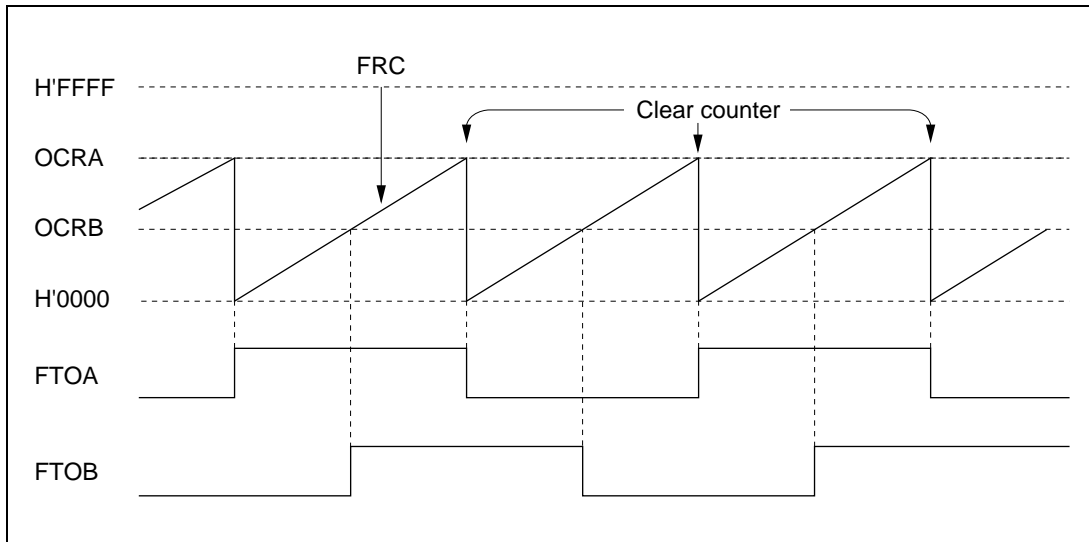 FRC
H'FFFF
Clear counter
OCRA
OCRB
H'0000
FTOA
FTOB